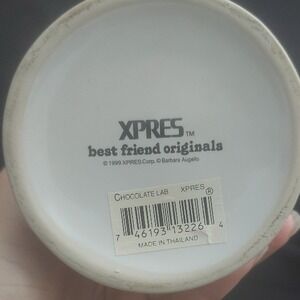 XPRES™
best friend originals
© 1999 XPRES Corp. © Barbara Augello
CHOCOLATE LAB XPRES ®
7 46193 13226 4
MADE IN THAILAND